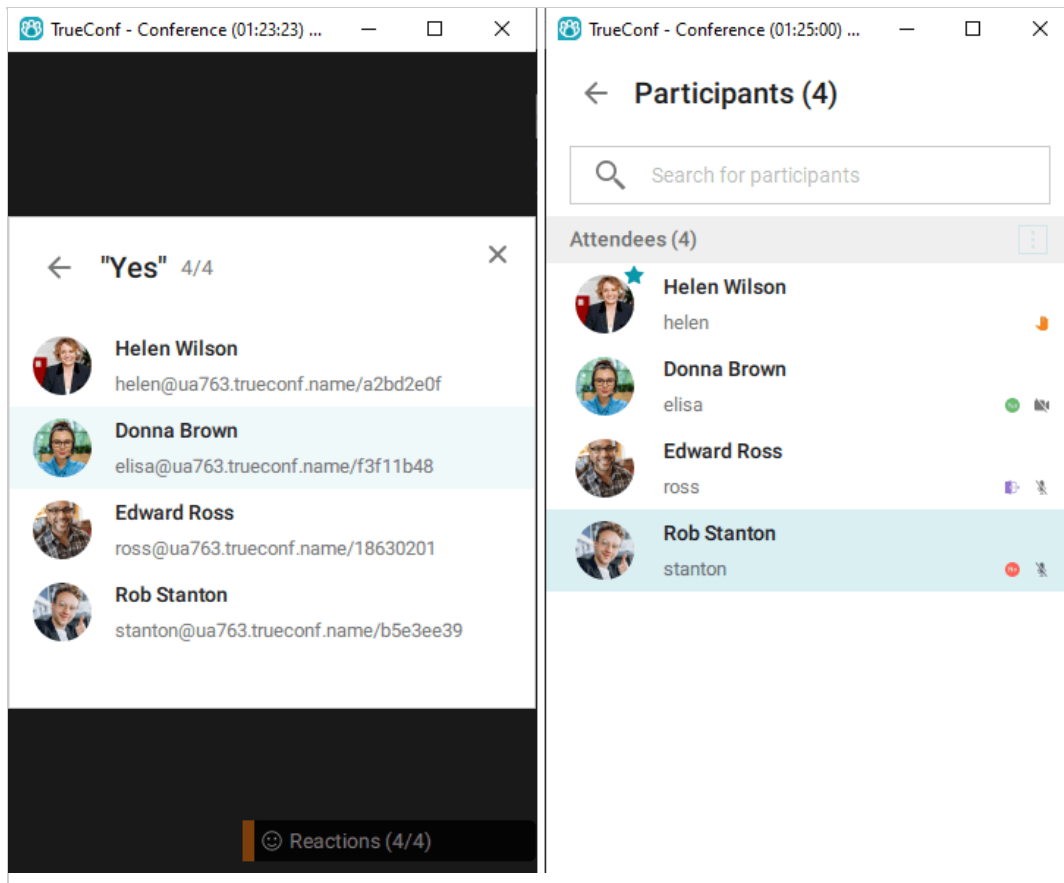 TrueConf - Conference (01:23:23) ...
"Yes" 4/4
Helen Wilson
helen@ua763.trueconf.name/a2bd2e0f
Donna Brown
elisa@ua763.trueconf.name/f3f11b48
Edward Ross
ross@ua763.trueconf.name/18630201
Rob Stanton
stanton@ua763.trueconf.name/b5e3ee39
Reactions (4/4)
TrueConf - Conference (01:25:00) ...
Participants (4)
Search for participants
Attendees (4)
Helen Wilson
helen
Donna Brown
elisa
Edward Ross
ross
Rob Stanton
stanton